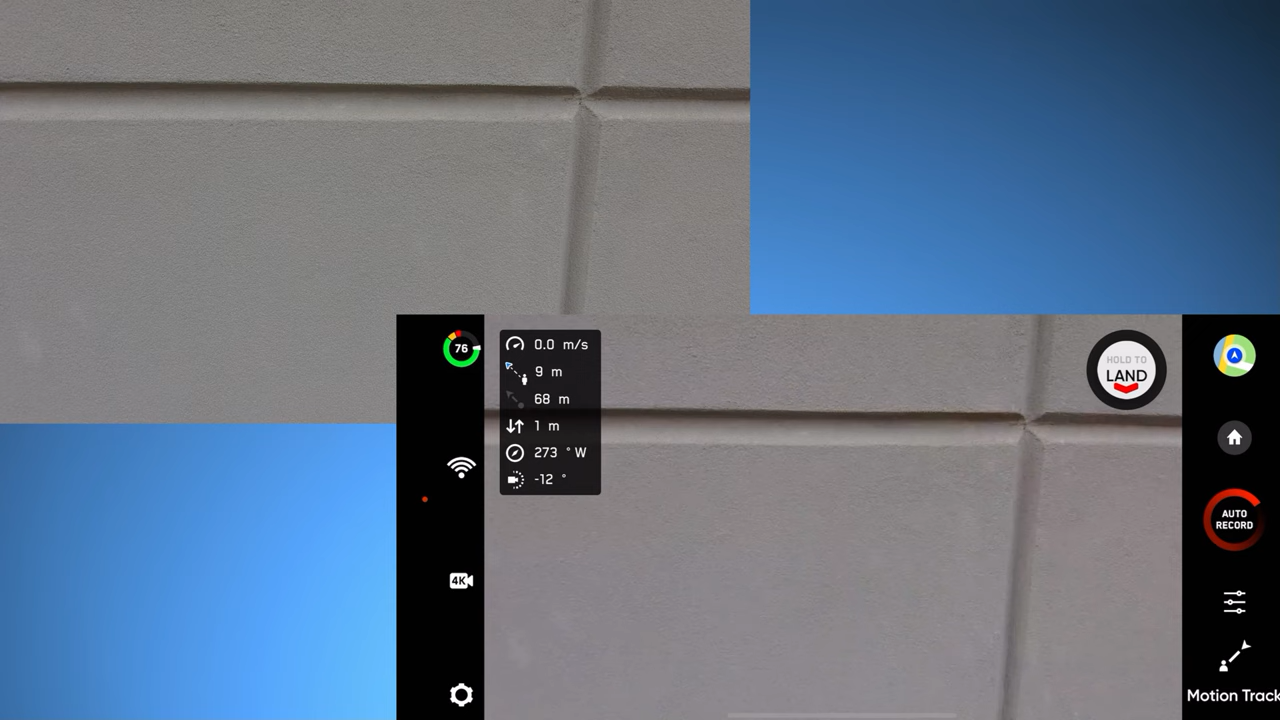 76
0.0 m/s
9 m
68 m
1 m
273 ° W
-12 °
HOLD TO
LAND
AUTO
RECORD
4K
Motion Track